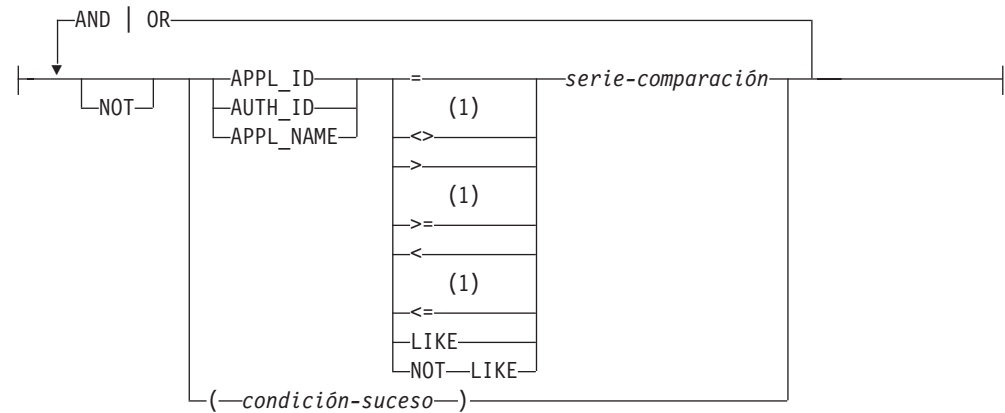 AND | OR
APPL_ID = serie-comparación
NOT AUTH_ID (1)
APPL_NAME <>
>
(1)
>=
<
(1)
<=
LIKE
NOT LIKE
( condición-suceso )